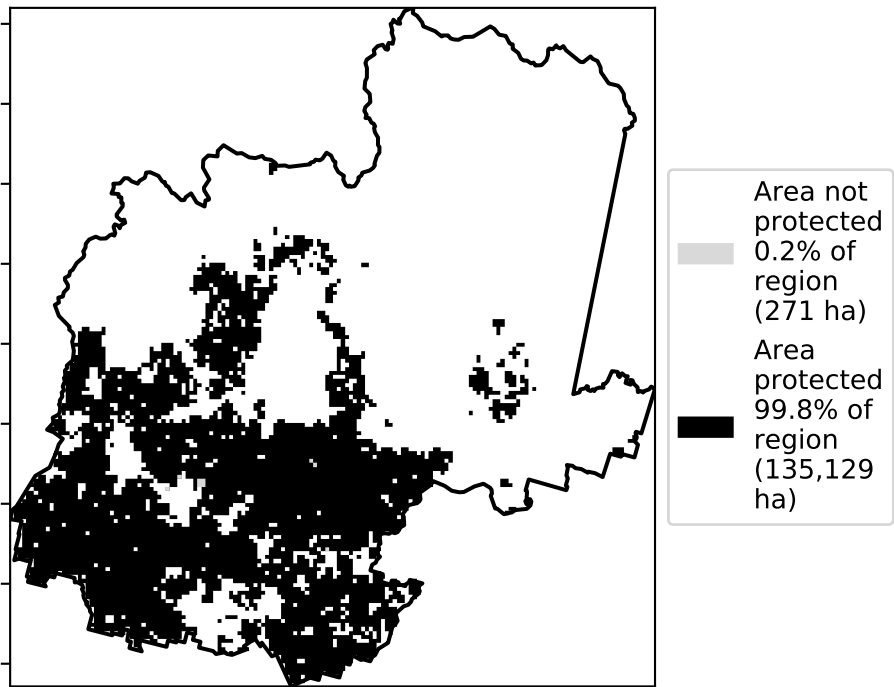 Area not
protected
0.2% of
region
(271 ha)
Area
protected
99.8% of
region
(135,129
ha)